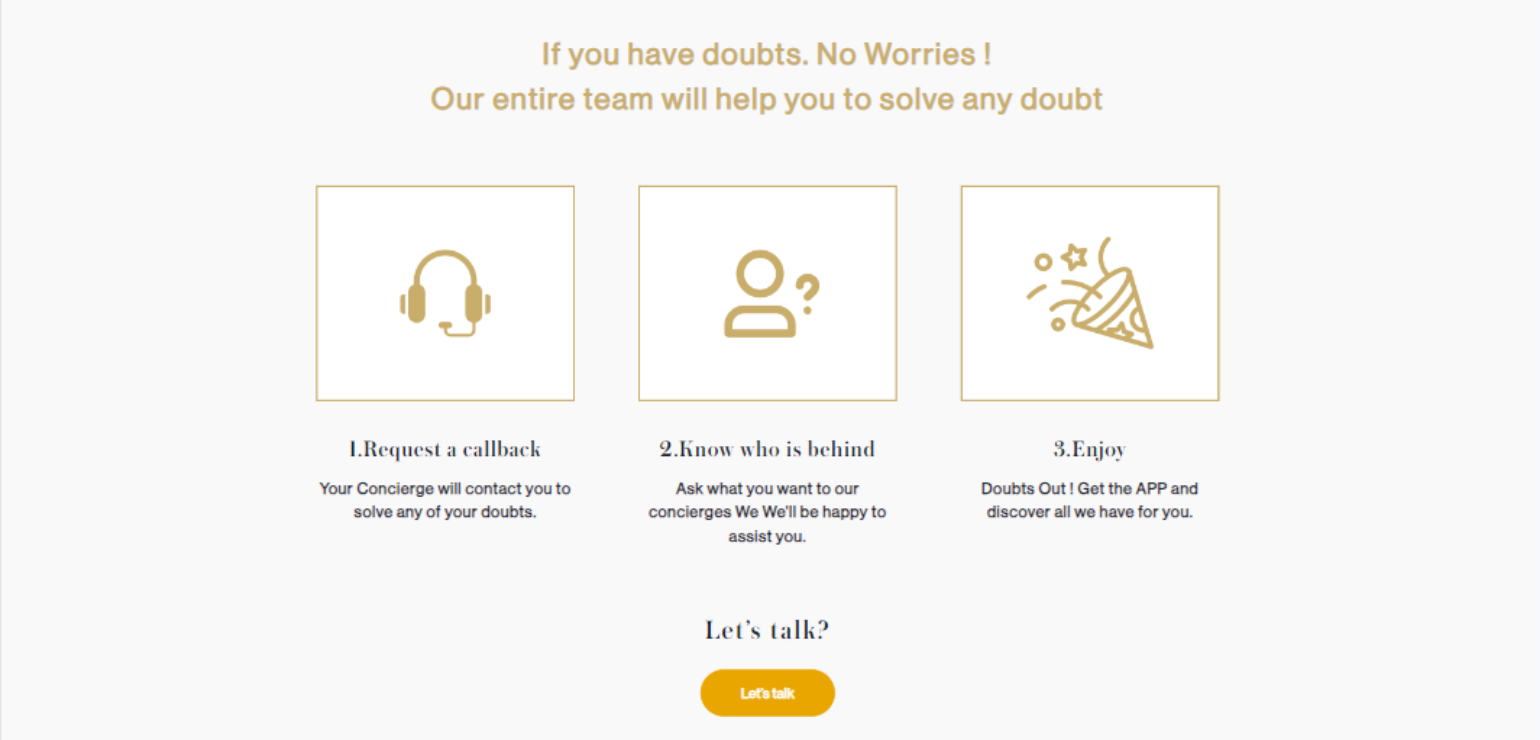 If you have doubts. No Worries !
Our entire team will help you to solve any doubt
?
1.Request a callback
Your Concierge will contact you to
solve any of your doubts.
2.Know who is behind
Ask what you want to our
concierges We We'll be happy to
assist you.
3.Enjoy
Doubts Out ! Get the APP and
discover all we have for you.
Let's talk?
Let's talk